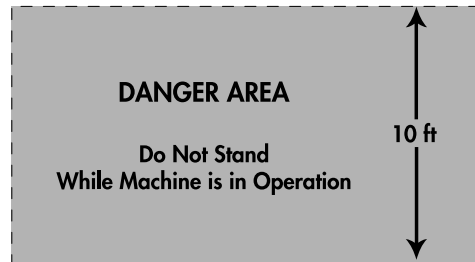 DANGER AREA
10 ft
Do Not Stand
While Machine is in Operation